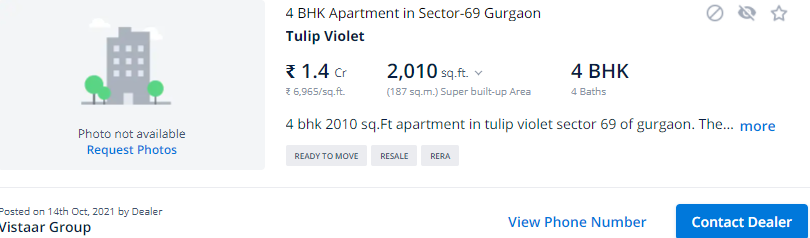 4 BHK Apartment in Sector-69 Gurgaon
Tulip Violet
₹ 1.4 Cr
₹ 6,965/sq.ft.
2,010 sq.ft.
(187 sq.m.) Super built-up Area
4 BHK
4 Baths
Photo not available
Request Photos
4 bhk 2010 sq.Ft apartment in tulip violet sector 69 of gurgaon. The... more
READY TO MOVE RESALE RERA
Posted on 14th Oct, 2021 by Dealer
Vistaar Group
View Phone Number
Contact Dealer